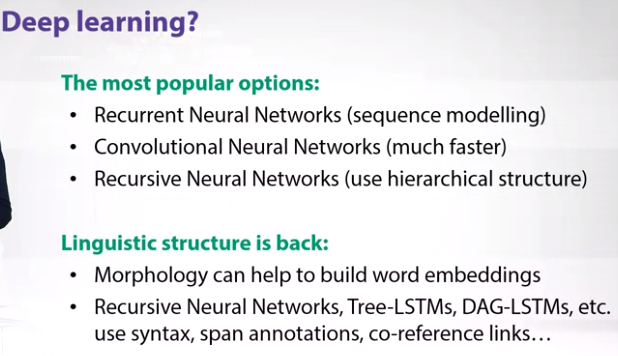 Deep learning?
The most popular options:
• Recurrent Neural Networks (sequence modelling)
• Convolutional Neural Networks (much faster)
• Recursive Neural Networks (use hierarchical structure)
Linguistic structure is back:
• Morphology can help to build word embeddings
• Recursive Neural Networks, Tree-LSTMs, DAG-LSTMs, etc.
use syntax, span annotations, co-reference links…